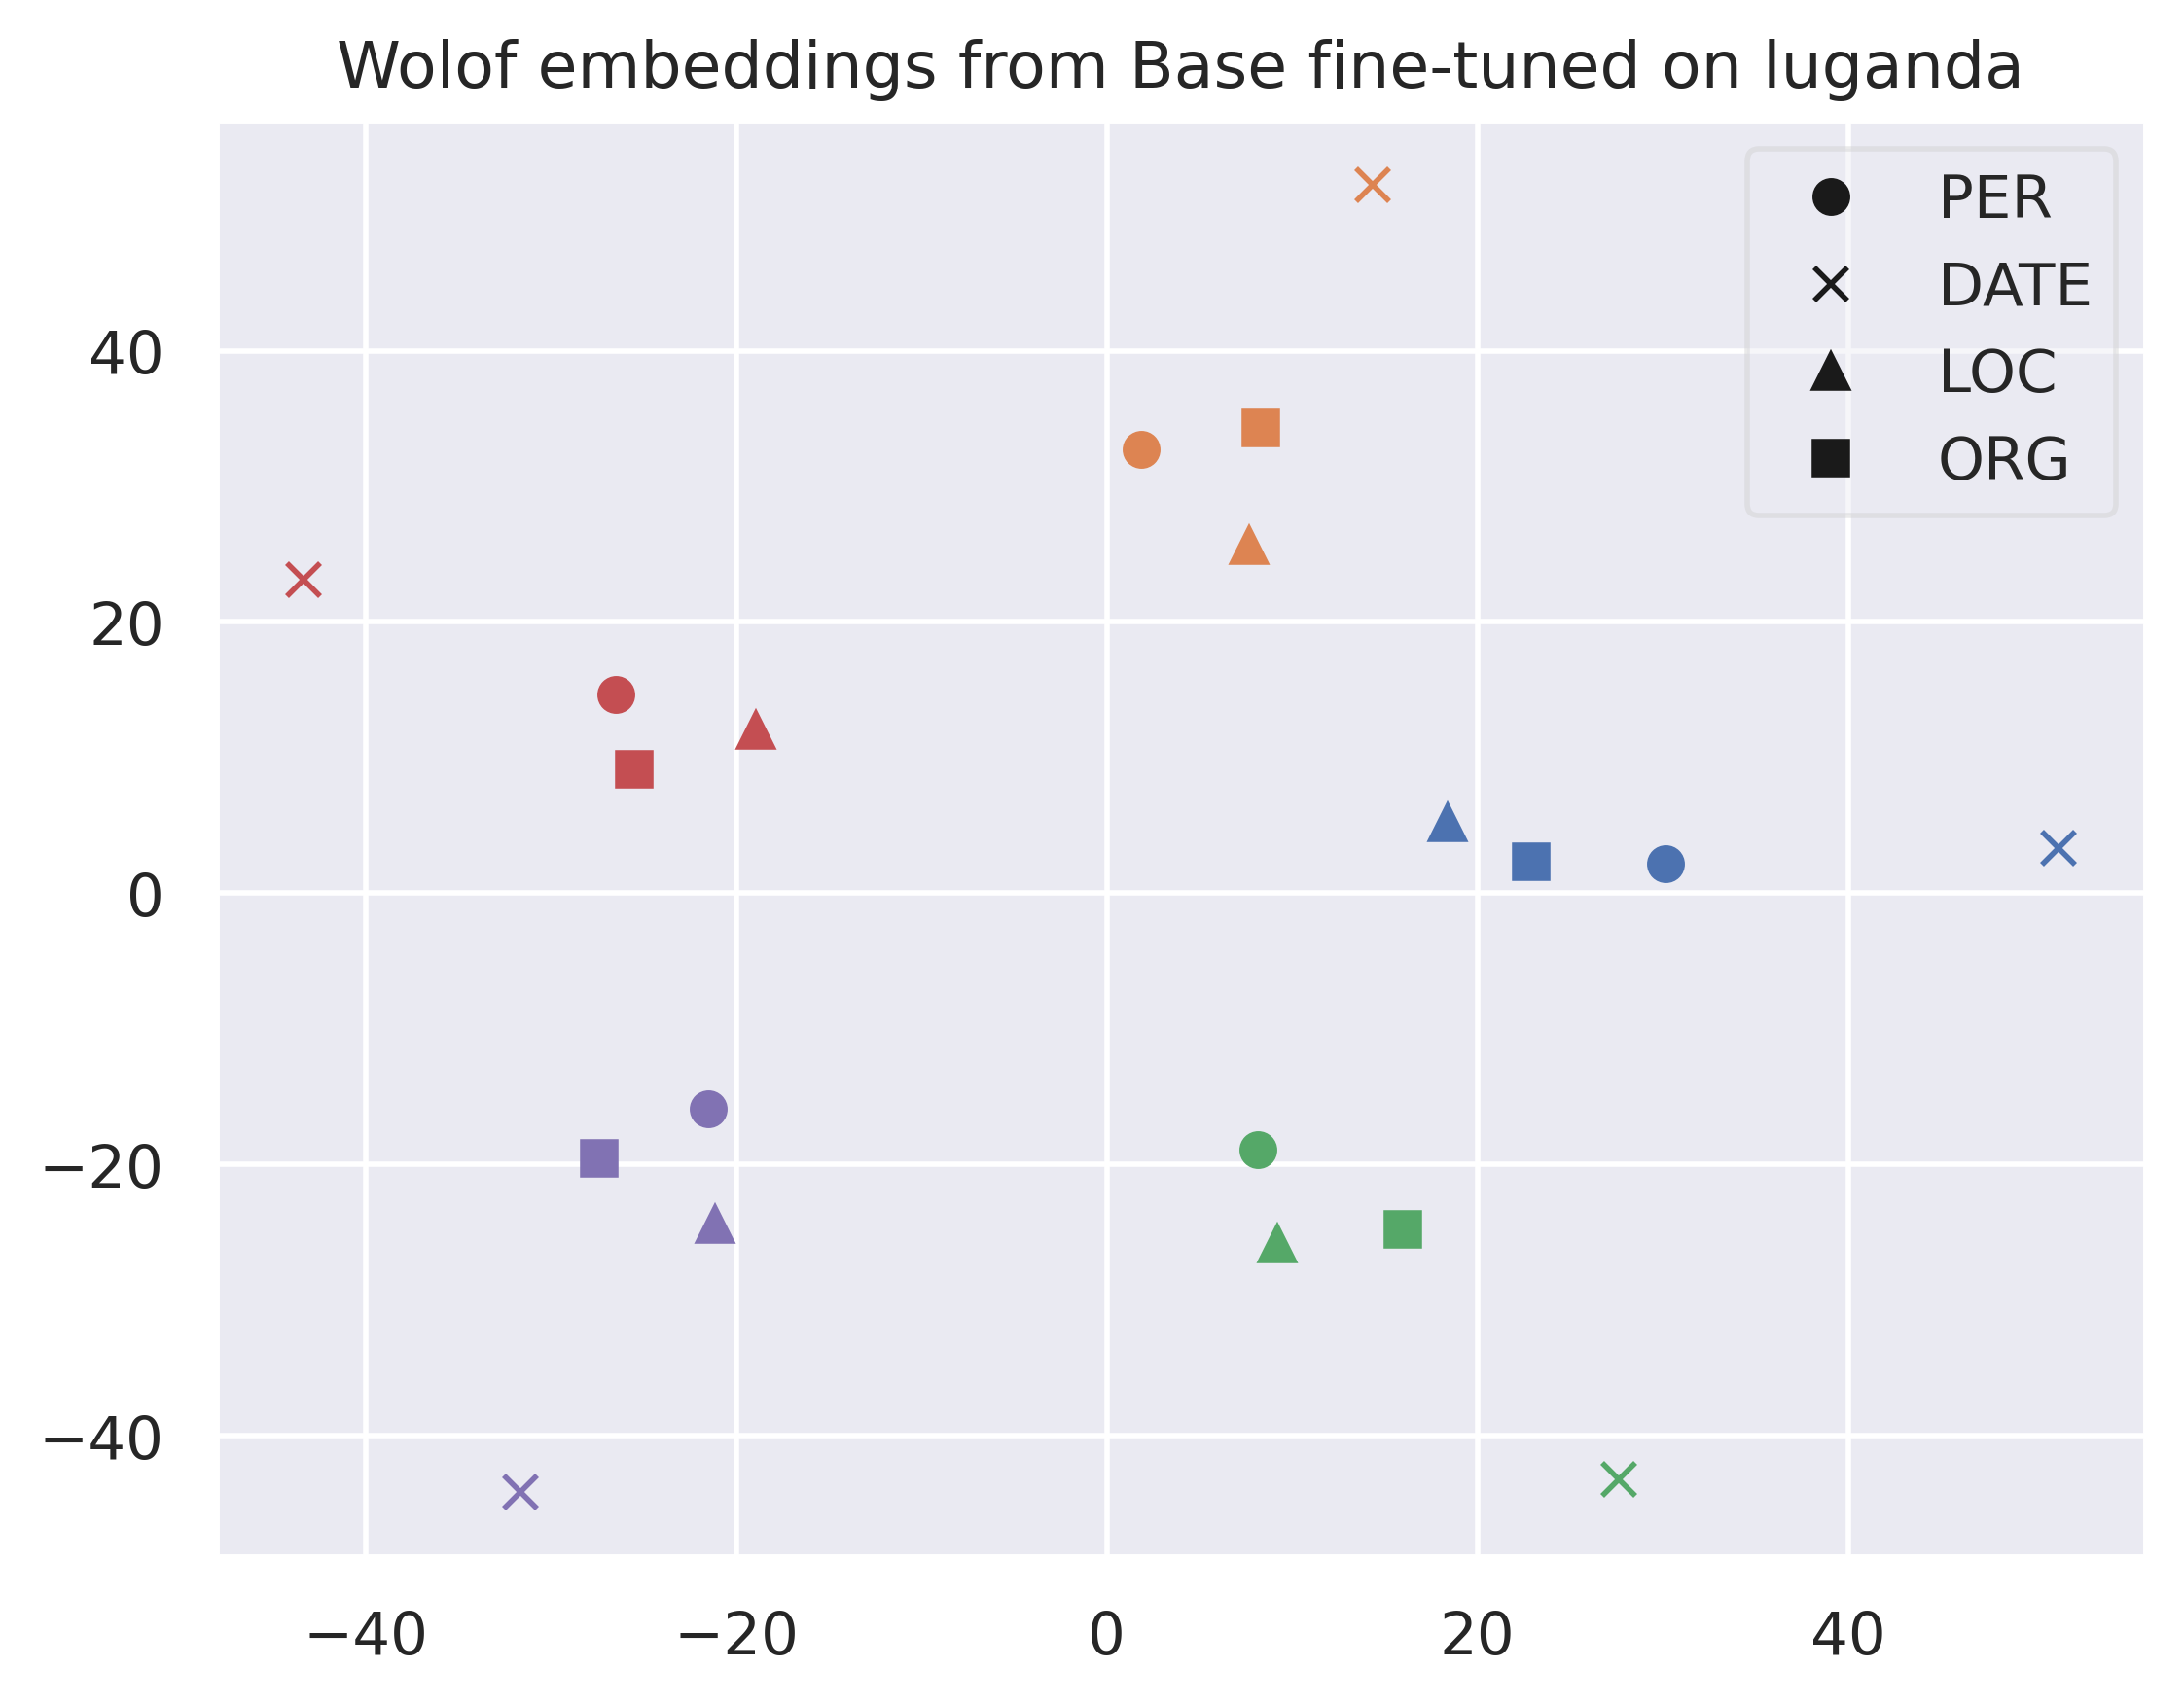 Wolof embeddings from Base fine-tuned on luganda
PER
DATE
LOC
ORG
40
20
0
−20
−40
−40 −20 0 20 40